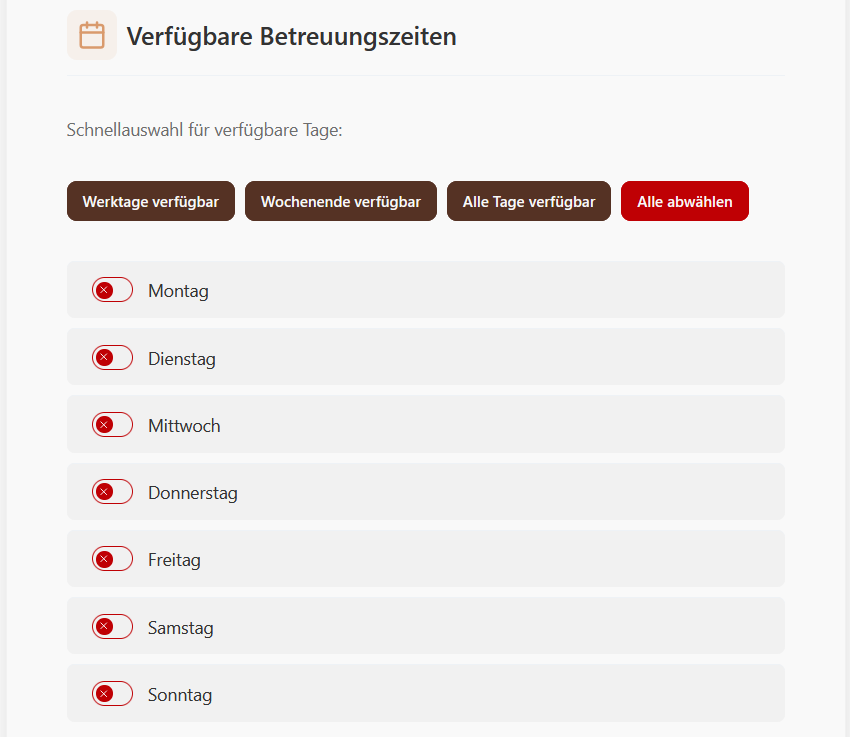 Verfügbare Betreuungszeiten
Schnellauswahl für verfügbare Tage:
Werktage verfügbar Wochenende verfügbar Alle Tage verfügbar Alle abwählen
Montag
Dienstag
Mittwoch
Donnerstag
Freitag
Samstag
Sonntag